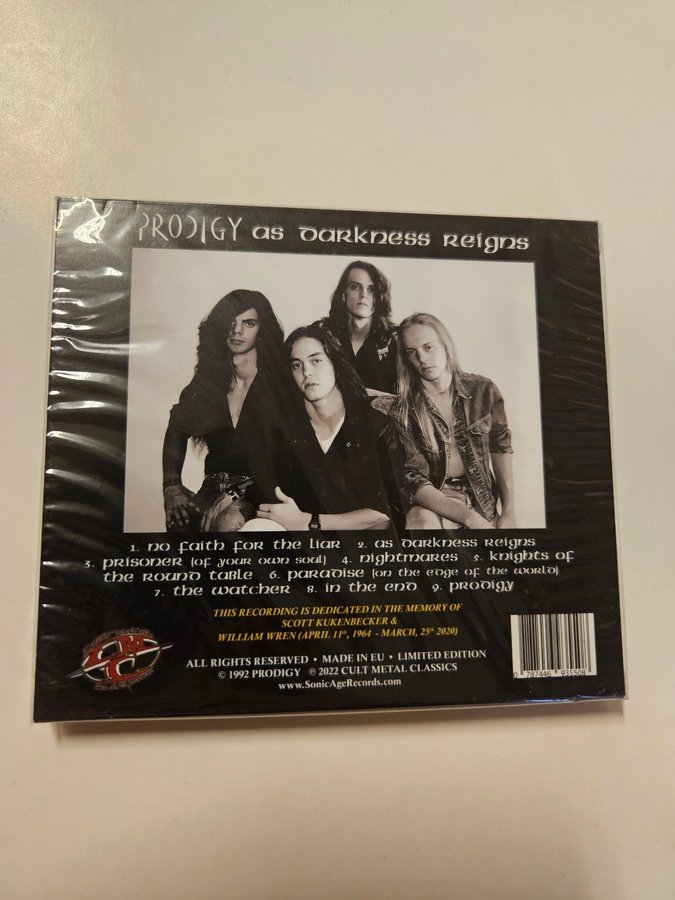 PRODIGY as darkness reigns
1. no faith for the liar 2. as darkness reigns
3. prisoner (of your own soul) 4. nightmares 5. knights of
the round table 6. paradise (on the edge of the world)
7. the watcher 8. in the end 9. prodigy
THIS RECORDING IS DEDICATED IN THE MEMORY OF
SCOTT KUKENBECKER &
WILLIAM WREN (APRIL 11th, 1964 - MARCH, 25th 2020)
CMC
ALL RIGHTS RESERVED • MADE IN EU • LIMITED EDITION
© 1992 PRODIGY ℗ 2022 CULT METAL CLASSICS
www.SonicAgeRecords.com
0 787446 935508